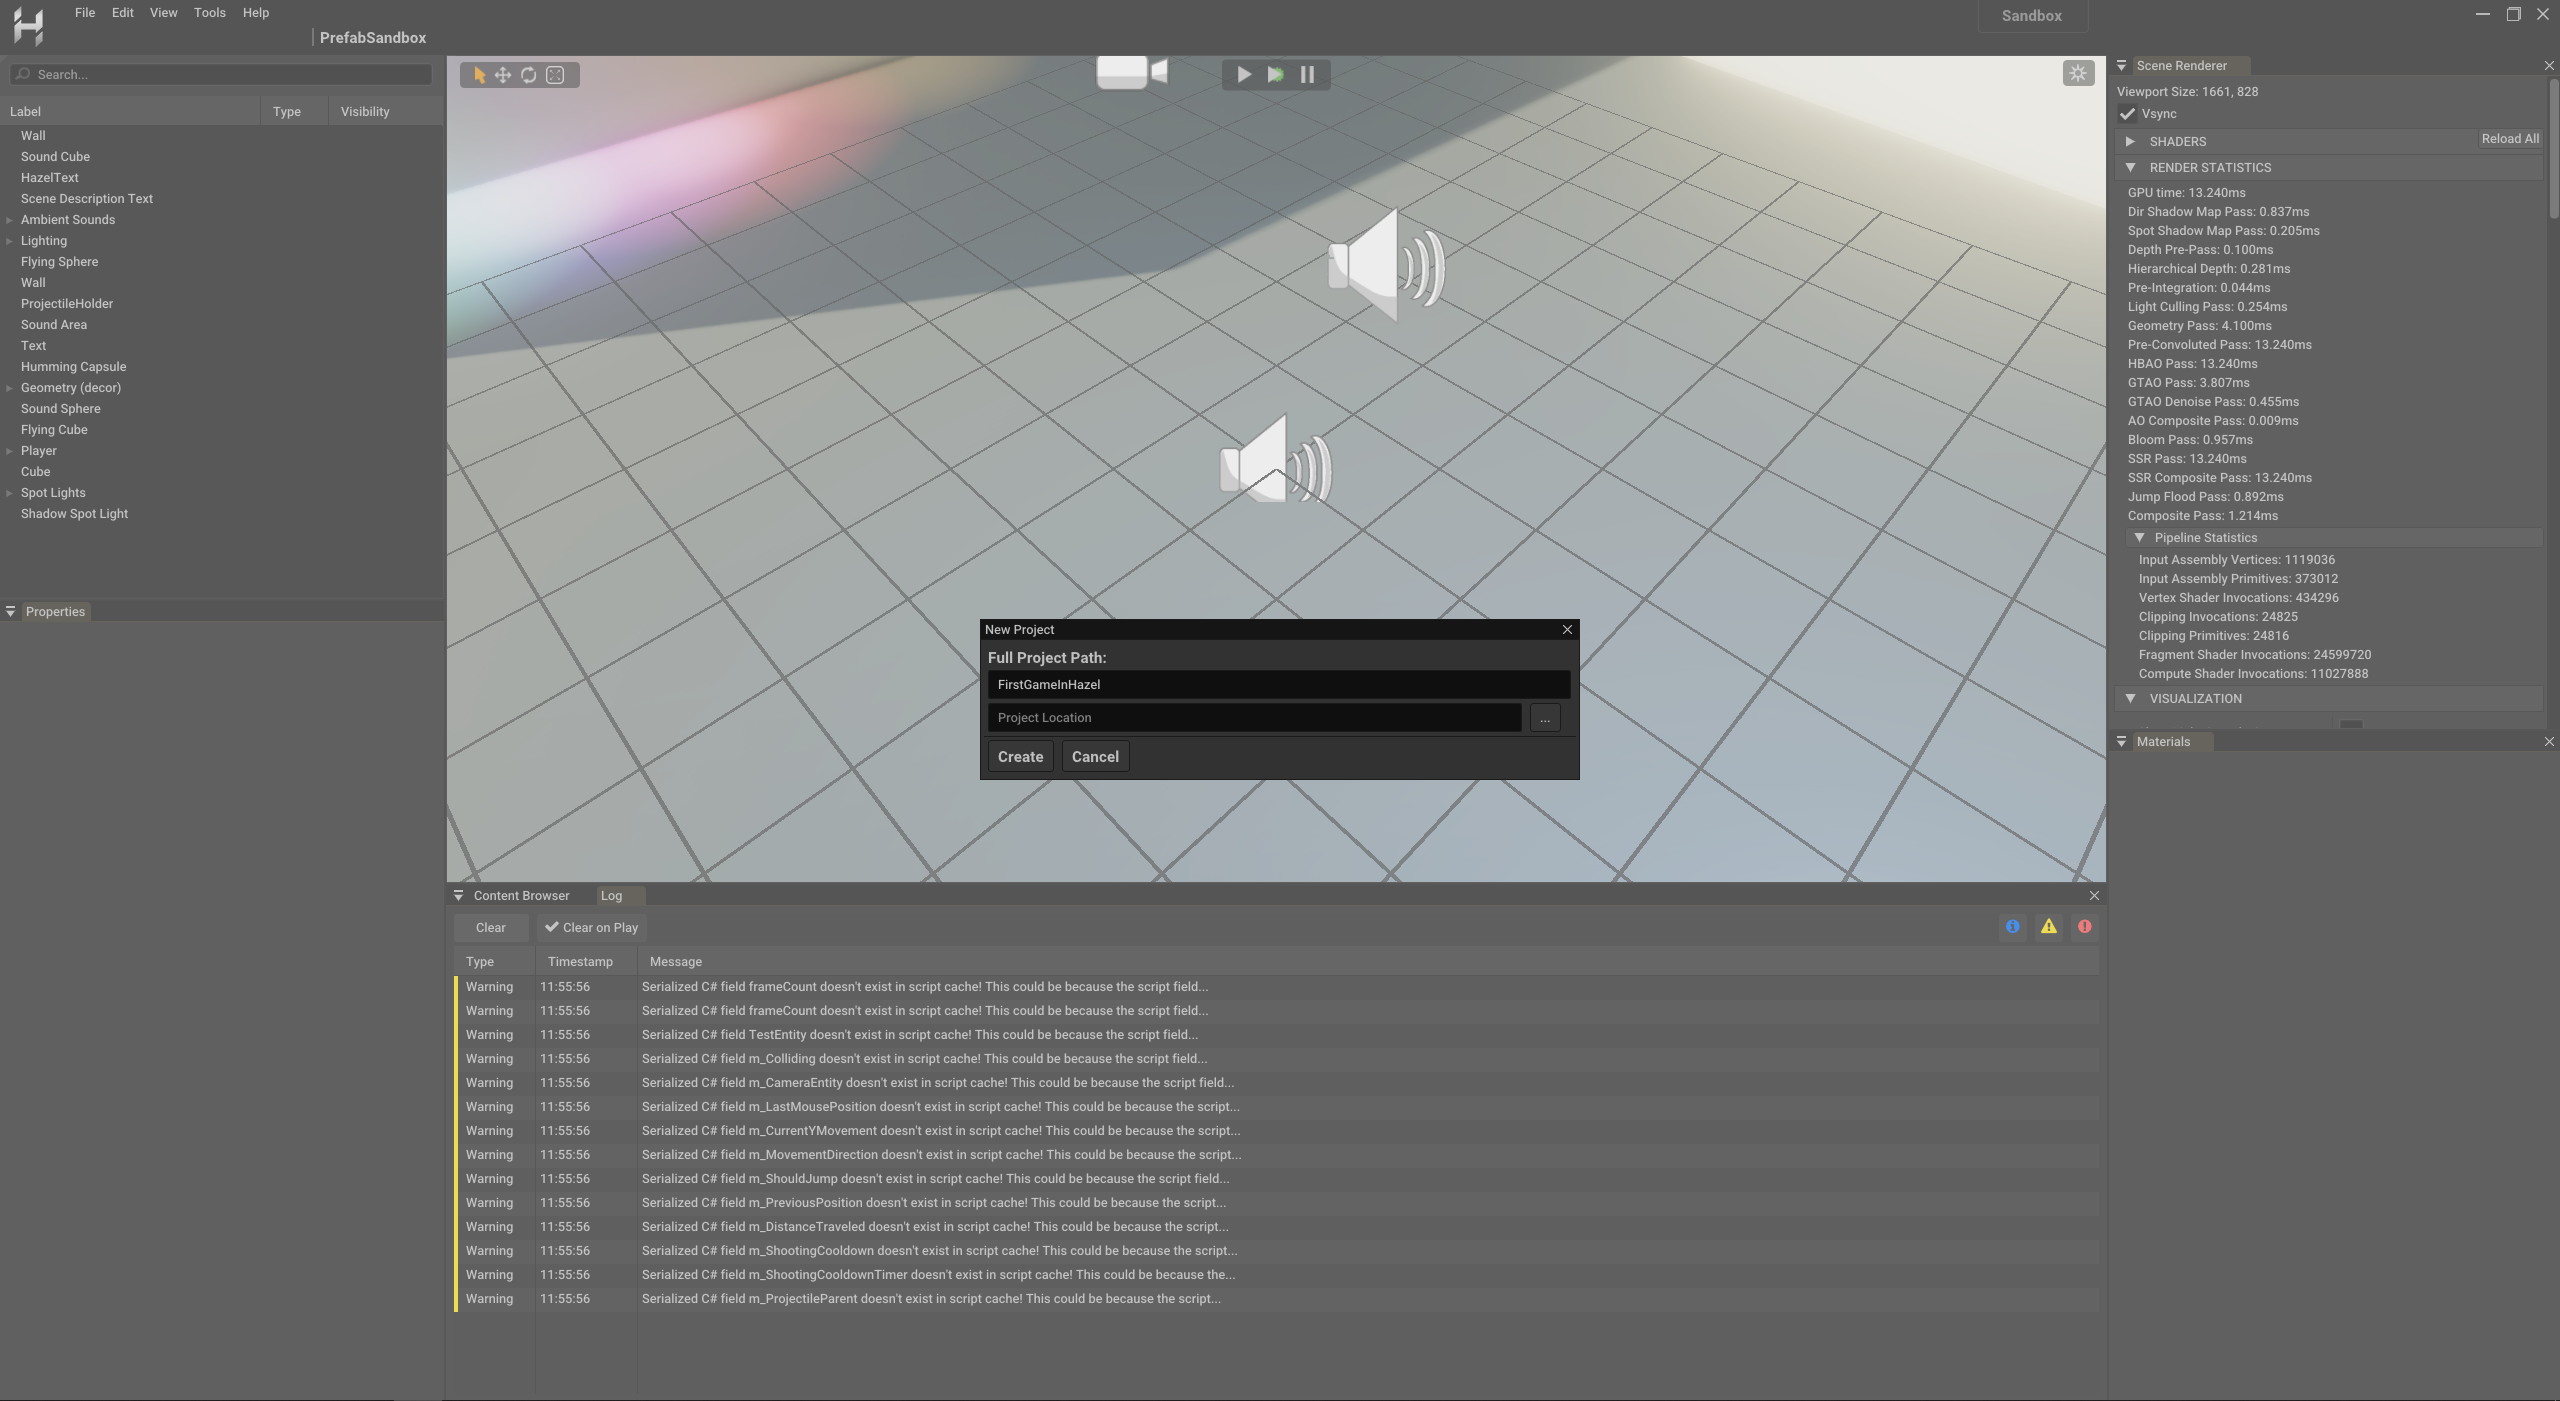 File Edit View Tools Help
Sandbox
PrefabSandbox
Search...
Label Type Visibility
Wall
Sound Cube
HazelText
Scene Description Text
Ambient Sounds
Lighting
Flying Sphere
Wall
ProjectileHolder
Sound Area
Text
Humming Capsule
Geometry (decor)
Sound Sphere
Flying Cube
Player
Cube
Spot Lights
Shadow Spot Light
Properties
New Project
Full Project Path:
FirstGameInHazel
Project Location
...
Create Cancel
Content Browser Log
Clear Clear on Play
Type Timestamp Message
Warning 11:55:56 Serialized C# field frameCount doesn't exist in script cache! This could be because the script field...
Warning 11:55:56 Serialized C# field frameCount doesn't exist in script cache! This could be because the script field...
Warning 11:55:56 Serialized C# field TestEntity doesn't exist in script cache! This could be because the script field...
Warning 11:55:56 Serialized C# field m_Colliding doesn't exist in script cache! This could be because the script field...
Warning 11:55:56 Serialized C# field m_CameraEntity doesn't exist in script cache! This could be because the script field...
Warning 11:55:56 Serialized C# field m_LastMousePosition doesn't exist in script cache! This could be because the script...
Warning 11:55:56 Serialized C# field m_CurrentYMovement doesn't exist in script cache! This could be because the script...
Warning 11:55:56 Serialized C# field m_MovementDirection doesn't exist in script cache! This could be because the script...
Warning 11:55:56 Serialized C# field m_ShouldJump doesn't exist in script cache! This could be because the script field...
Warning 11:55:56 Serialized C# field m_PreviousPosition doesn't exist in script cache! This could be because the script...
Warning 11:55:56 Serialized C# field m_DistanceTraveled doesn't exist in script cache! This could be because the script...
Warning 11:55:56 Serialized C# field m_ShootingCooldown doesn't exist in script cache! This could be because the script...
Warning 11:55:56 Serialized C# field m_ShootingCooldownTimer doesn't exist in script cache! This could be because the...
Warning 11:55:56 Serialized C# field m_ProjectileParent doesn't exist in script cache! This could be because the script...
Scene Renderer
Viewport Size: 1661, 828
Vsync
SHADERS Reload All
RENDER STATISTICS
GPU time: 13.240ms
Dir Shadow Map Pass: 0.837ms
Spot Shadow Map Pass: 0.205ms
Depth Pre-Pass: 0.100ms
Hierarchical Depth: 0.281ms
Pre-Integration: 0.044ms
Light Culling Pass: 0.254ms
Geometry Pass: 4.100ms
Pre-Convoluted Pass: 13.240ms
HBAO Pass: 13.240ms
GTAO Pass: 3.807ms
GTAO Denoise Pass: 0.455ms
AO Composite Pass: 0.009ms
Bloom Pass: 0.957ms
SSR Pass: 13.240ms
SSR Composite Pass: 13.240ms
Jump Flood Pass: 0.892ms
Composite Pass: 1.214ms
Pipeline Statistics
Input Assembly Vertices: 1119036
Input Assembly Primitives: 373012
Vertex Shader Invocations: 434296
Clipping Invocations: 24825
Clipping Primitives: 24816
Fragment Shader Invocations: 24599720
Compute Shader Invocations: 11027888
VISUALIZATION
Materials